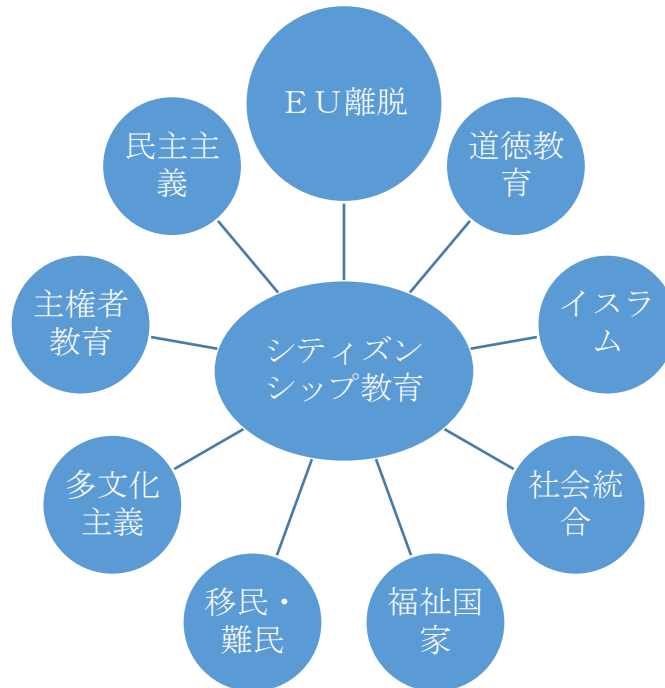 ＥＵ離脱
民主主
義
道徳教
育
主権者
教育
イスラ
ム
シティズン
シップ教育
多文化
主義
社会統
合
移民・
難民
福祉国
家